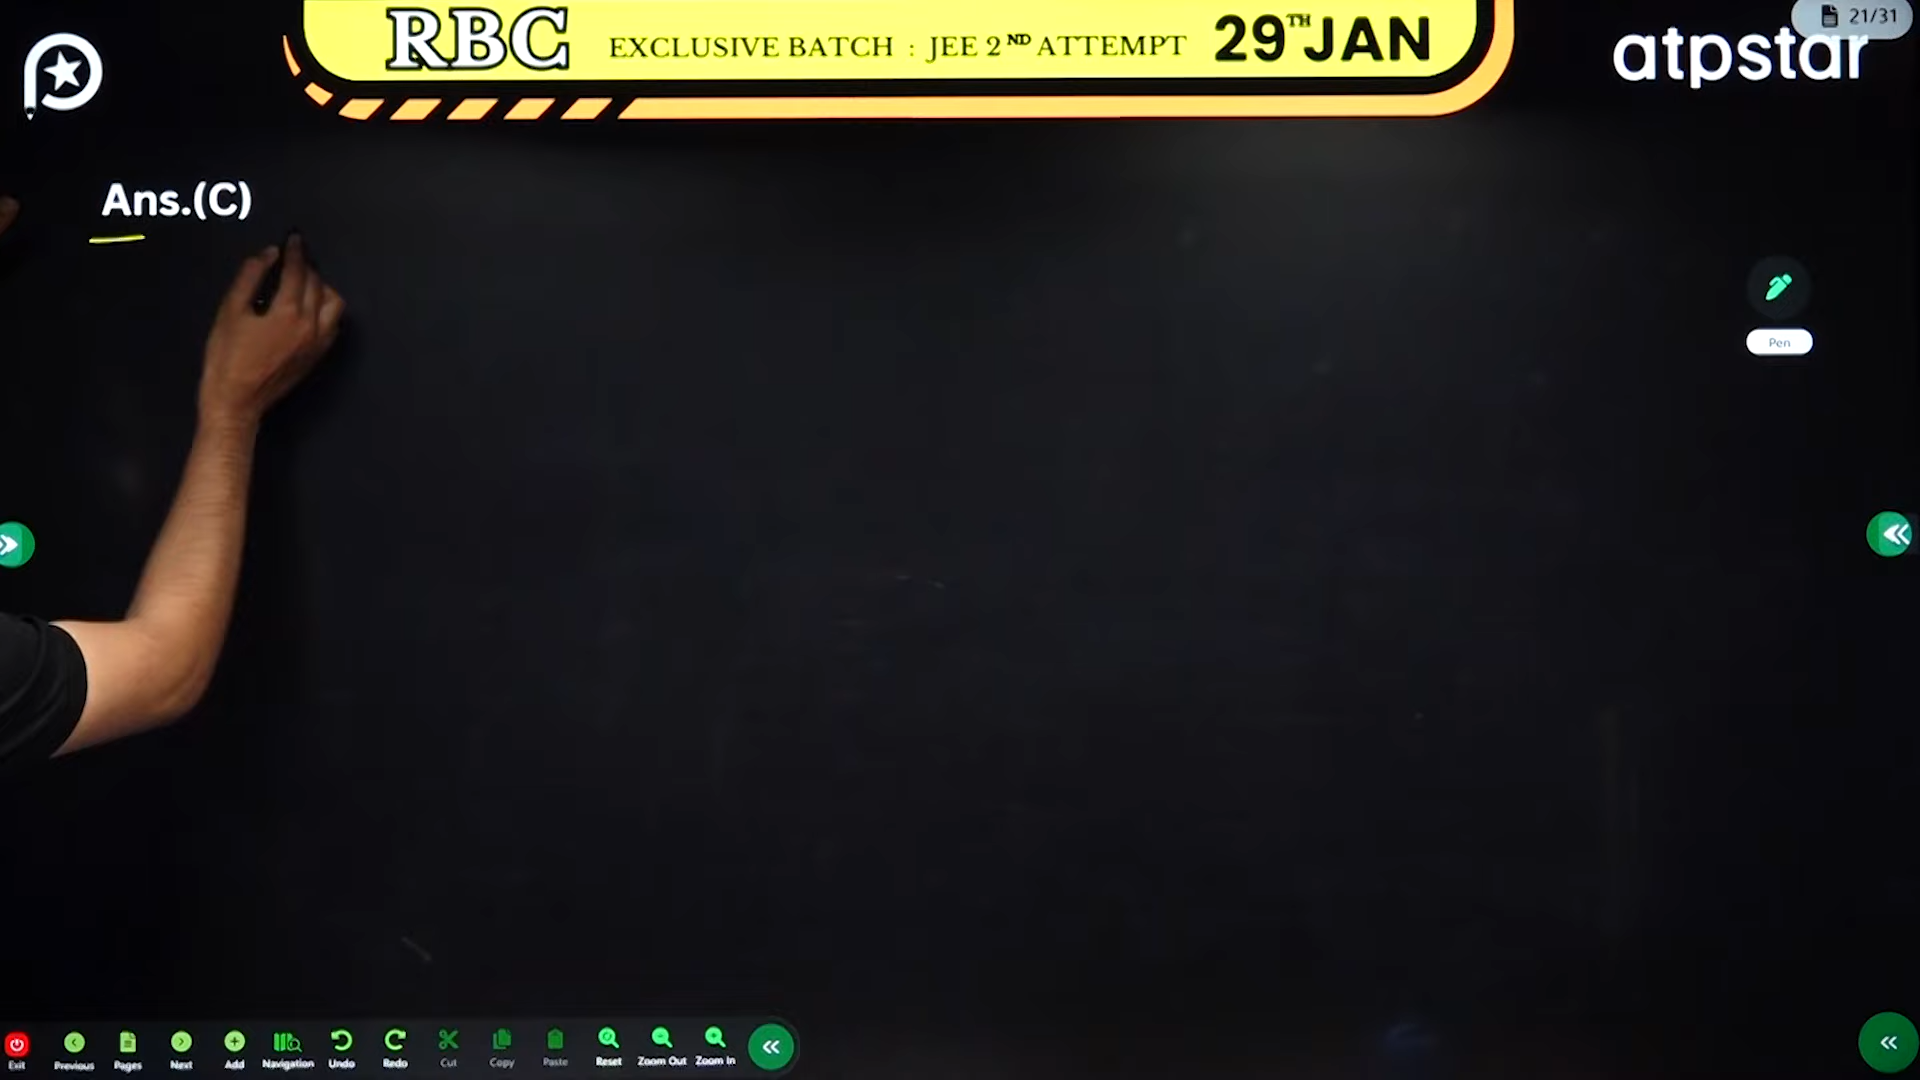 RBC EXCLUSIVE BATCH : JEE 2ND ATTEMPT 29TH JAN
21/31
atpstar
Ans.(C)
Pen
Exit Previous Pages Next Add Navigation Undo Redo Cut Copy Paste Reset Zoom Out Zoom In